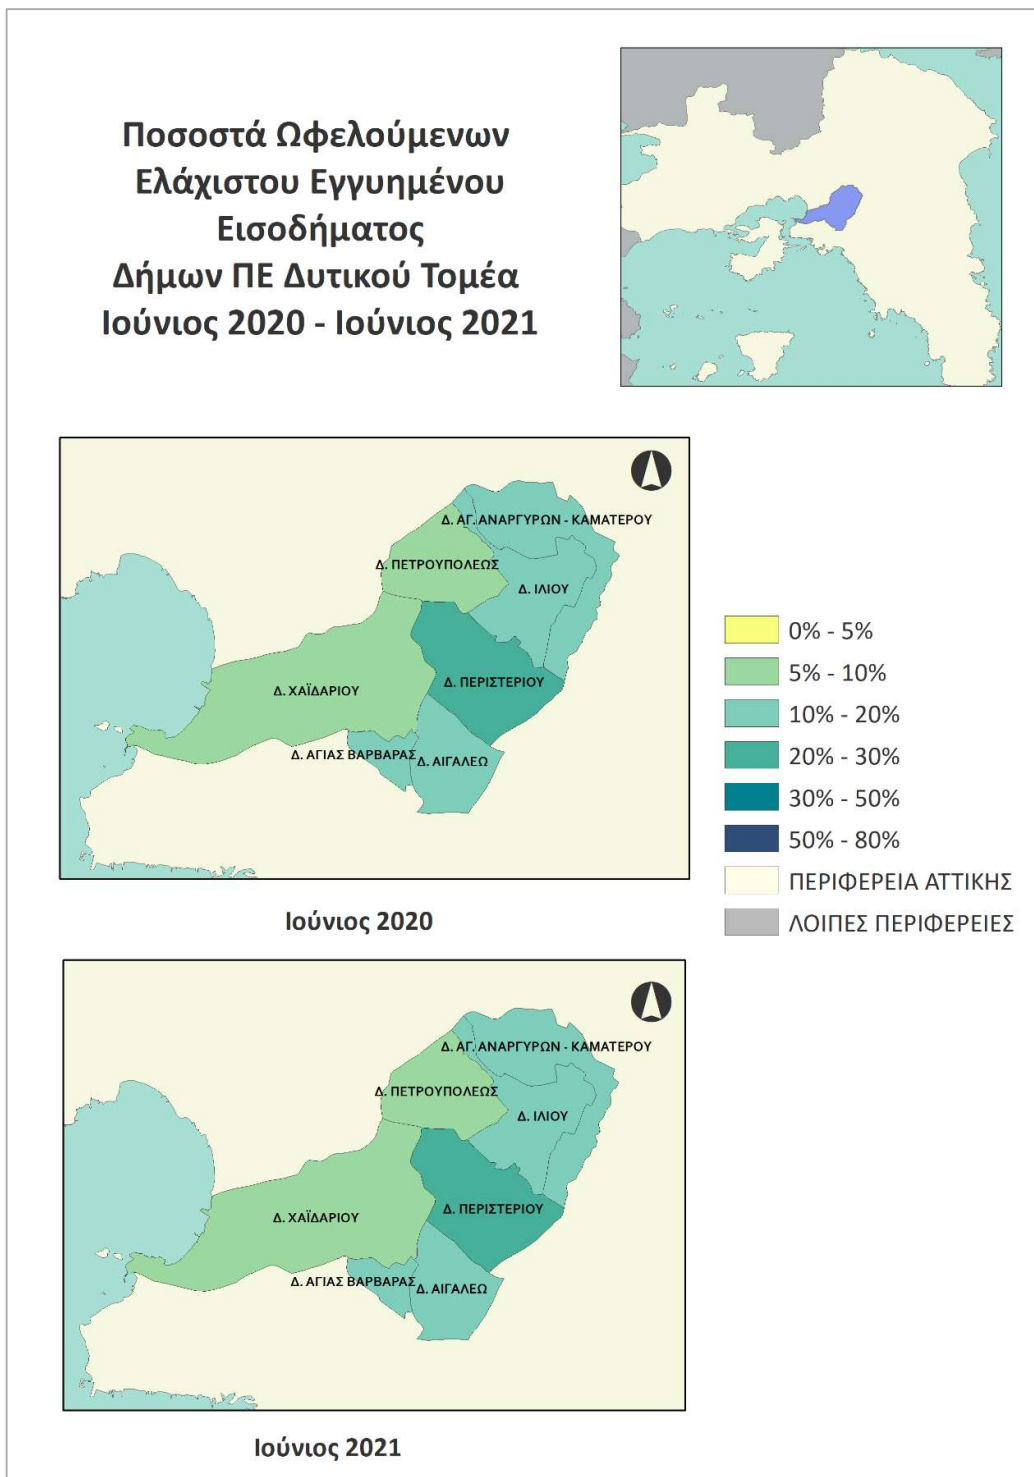 Ποσοστά Ωφελούμενων
Ελάχιστου Εγγυημένου
Εισοδήματος
Δήμων ΠΕ Δυτικού Τομέα
Ιούνιος 2020 - Ιούνιος 2021
Δ. ΑΓ. ΑΝΑΡΓΥΡΩΝ - ΚΑΜΑΤΕΡΟΥ
Δ. ΠΕΤΡΟΥΠΟΛΕΩΣ
Δ. ΙΛΙΟΥ
Δ. ΠΕΡΙΣΤΕΡΙΟΥ
Δ. ΧΑΪΔΑΡΙΟΥ
Δ. ΑΓΙΑΣ ΒΑΡΒΑΡΑΣ
Δ. ΑΙΓΑΛΕΩ
Ιούνιος 2020
0% - 5%
5% - 10%
10% - 20%
20% - 30%
30% - 50%
50% - 80%
ΠΕΡΙΦΕΡΕΙΑ ΑΤΤΙΚΗΣ
ΛΟΙΠΕΣ ΠΕΡΙΦΕΡΕΙΕΣ
Δ. ΑΓ. ΑΝΑΡΓΥΡΩΝ - ΚΑΜΑΤΕΡΟΥ
Δ. ΠΕΤΡΟΥΠΟΛΕΩΣ
Δ. ΙΛΙΟΥ
Δ. ΠΕΡΙΣΤΕΡΙΟΥ
Δ. ΧΑΪΔΑΡΙΟΥ
Δ. ΑΓΙΑΣ ΒΑΡΒΑΡΑΣ
Δ. ΑΙΓΑΛΕΩ
Ιούνιος 2021